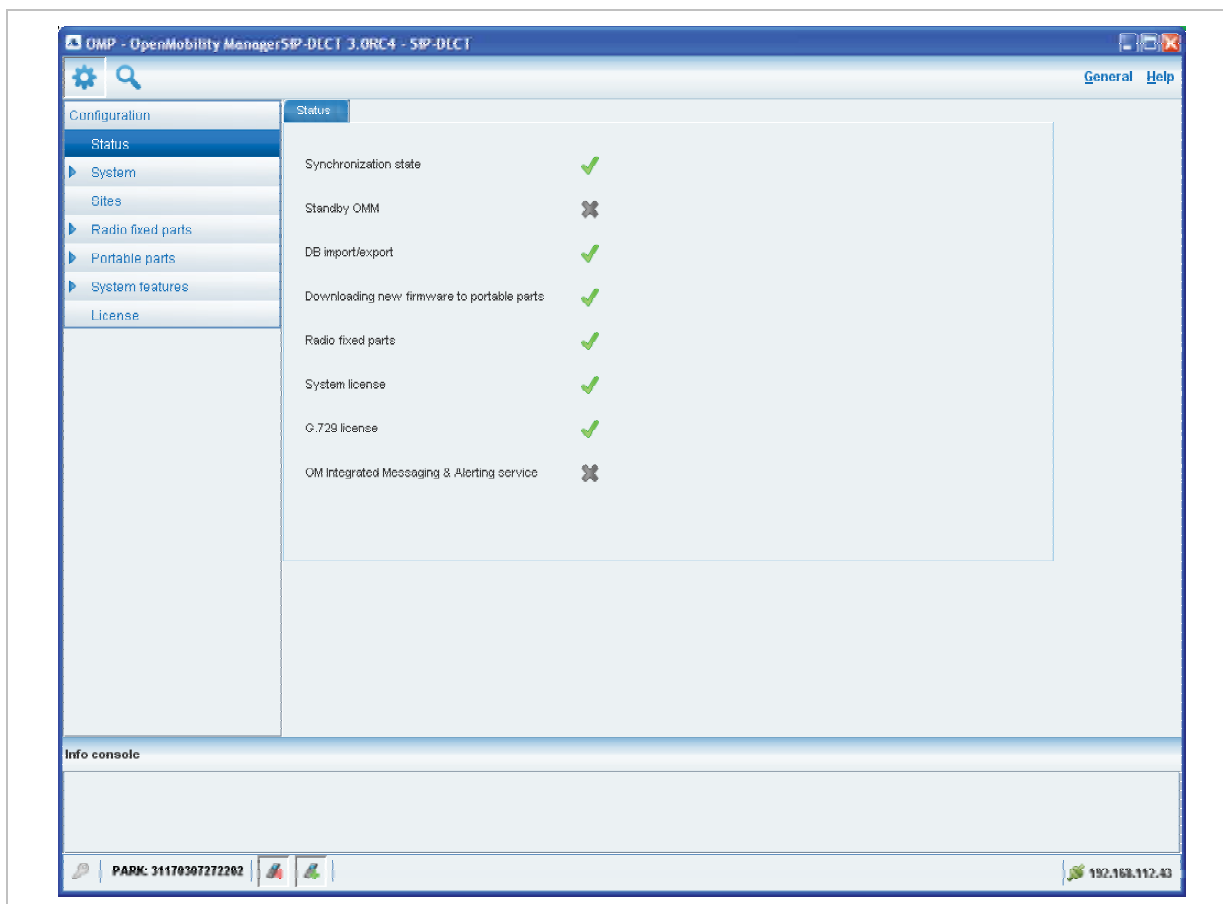 OMP - OpenMobility ManagerSIP-DECT 3.0RC4 - SIP-DECT
General Help
Configuration
Status
System
Sites
Radio fixed parts
Portable parts
System features
License
Status
Synchronization state
Standby OMM
DB import/export
Downloading new firmware to portable parts
Radio fixed parts
System license
G.729 license
OM Integrated Messaging & Alerting service
Info console
PARK: 31170307272202
192.168.112.43